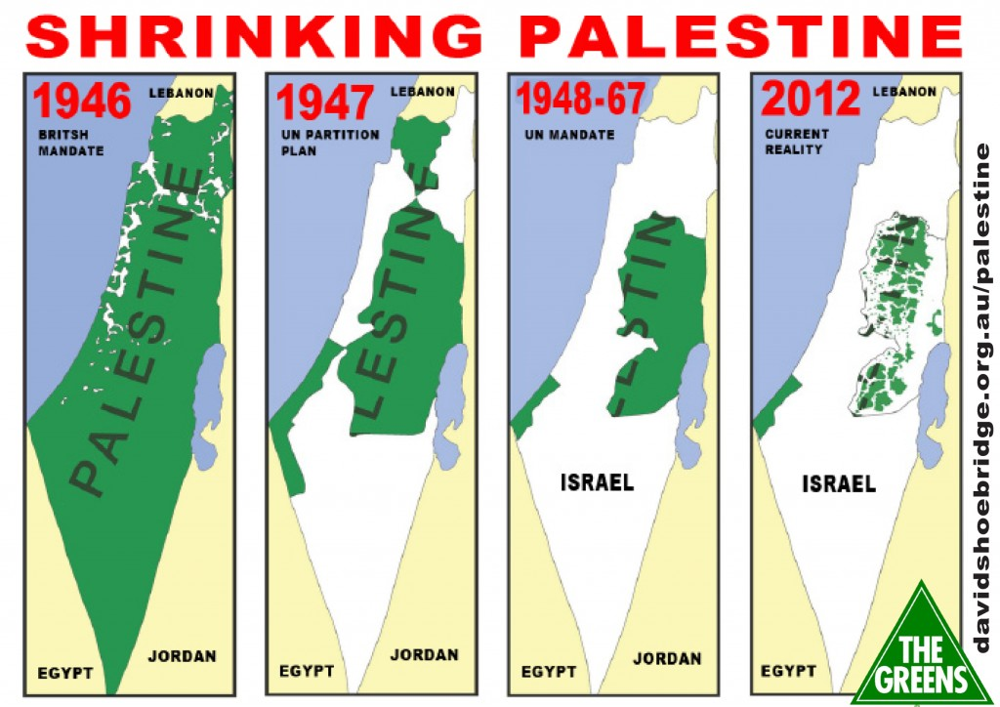 SHRINKING PALESTINE
1946
LEBANON
BRITSH
MANDATE
PALESTINE
EGYPT
JORDAN
1947
LEBANON
UN PARTITION
PLAN
LESTINE
EGYPT
JORDAN
1948-67
UN MANDATE
ESTIN
ISRAEL
EGYPT
JORDAN
2012
LEBANON
CURRENT
REALITY
ISRAEL
EGYPT
THE
GREENS
davidshoebridge.org.au/palestine